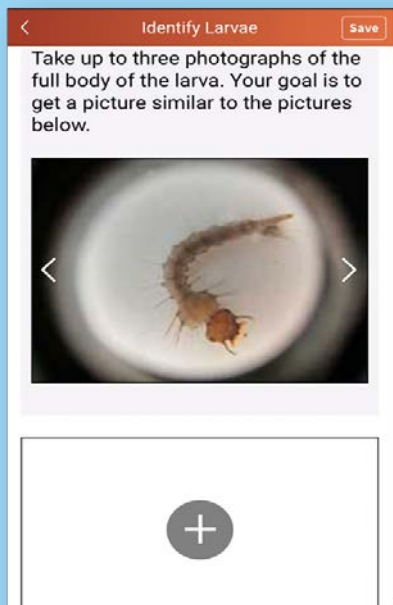 Identify Larvae
Save
Take up to three photographs of the
full body of the larva. Your goal is to
get a picture similar to the pictures
below.